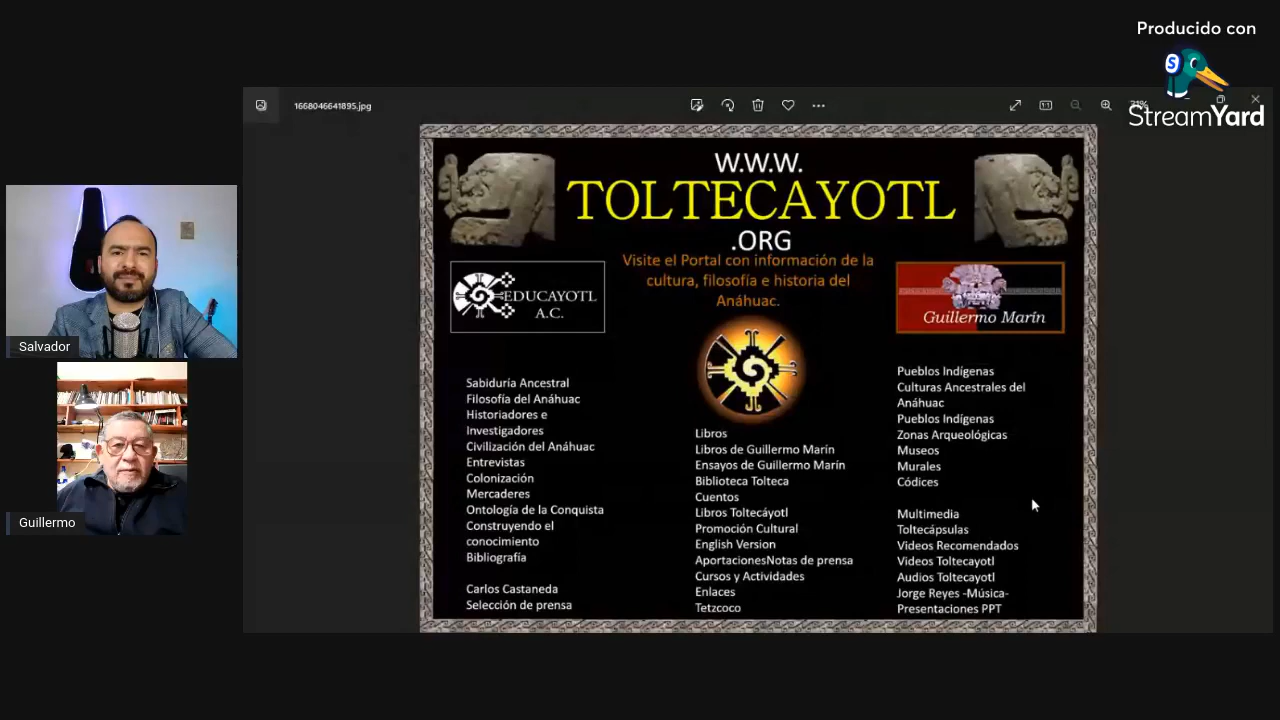 Producido con
StreamYard
1668046641895.jpg
W.W.W.
TOLTECAYOTL
.ORG
Visite el Portal con información de la
cultura, filosofía e historia del
Anáhuac.
EDUCAYOTL
A.C.
Guillermo Marín
Sabiduría Ancestral
Filosofía del Anáhuac
Historiadores e
Investigadores
Civilización del Anáhuac
Entrevistas
Colonización
Mercaderes
Ontología de la Conquista
Construyendo el
conocimiento
Bibliografía
Carlos Castaneda
Selección de prensa
Libros
Libros de Guillermo Marín
Ensayos de Guillermo Marín
Biblioteca Tolteca
Cuentos
Libros Toltecáyotl
Promoción Cultural
English Version
AportacionesNotas de prensa
Cursos y Actividades
Enlaces
Tetzcoco
Pueblos Indígenas
Culturas Ancestrales del
Anáhuac
Pueblos Indígenas
Zonas Arqueológicas
Museos
Murales
Códices
Multimedia
Toltecápsulas
Videos Recomendados
Videos Toltecayotl
Audios Toltecayotl
Jorge Reyes -Música-
Presentaciones PPT
Salvador
Guillermo